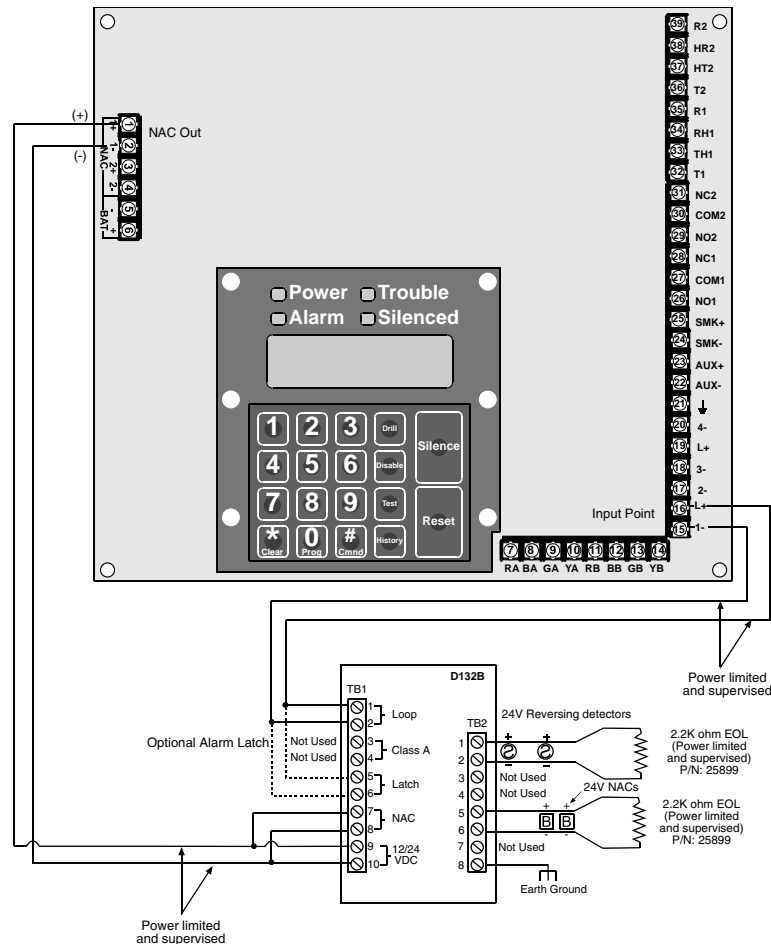 39 R2
38 HR2
37 HT2
36 T2
35 R1
34 RH1
33 TH1
32 T1
31 NC2
30 COM2
29 NO2
28 NC1
27 COM1
26 NO1
25 SMK+
24 SMK-
23 AUX+
22 AUX-
21
20 4-
19 L+
18 3-
17 2-
16 L+
15 1-
Input Point
(+)
(-)
NAC Out
1+ 1
1- 2
2+ 3
2- 4
- 5
+ 6
NAC
BAT
Power Trouble
Alarm Silenced
1 2 3 Drill
Silence
4 5 6 Disable
7 8 9 Test
Reset
* Clear 0 Prog # Cmnd History
7 8 9 10 11 12 13 14
RA BA GA YA RB BB GB YB
Power limited
and supervised
D132B
TB1
1
2
Loop
Not Used 3
Not Used 4
Class A
Optional Alarm Latch
5
6
Latch
7
8
NAC
9
10
12/24
VDC
TB2
24V Reversing detectors
1 + +
2 - -
3 Not Used
4 Not Used
24V NACs
5 + +
B B
6 - -
7 Not Used
8
Earth Ground
2.2K ohm EOL
(Power limited
and supervised)
P/N: 25899
2.2K ohm EOL
(Power limited
and supervised)
P/N: 25899
Power limited
and supervised